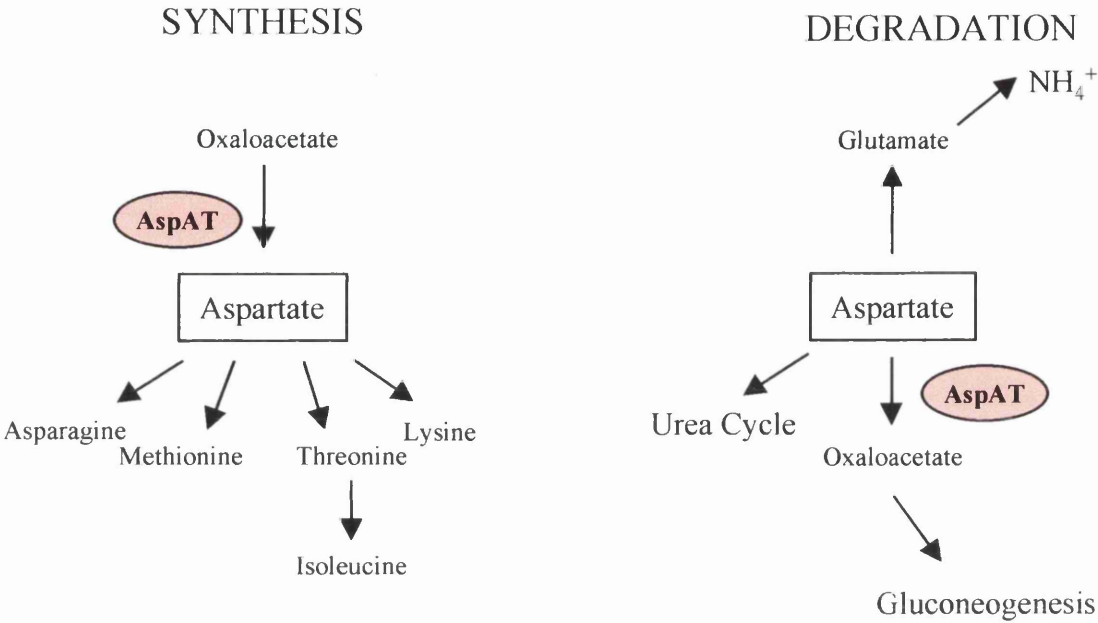 SYNTHESIS
Oxaloacetate
AspAT
Aspartate
Asparagine
Methionine
Threonine
Lysine
Isoleucine
DEGRADATION
NH₄⁺
Glutamate
Aspartate
AspAT
Urea Cycle
Oxaloacetate
Gluconeogenesis